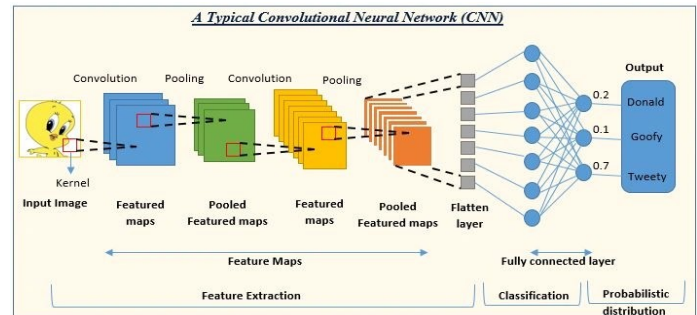 A Typical Convolutional Neural Network (CNN)
Convolution
Pooling
Convolution
Pooling
Output
0.2
Donald
0.1
Goofy
0.7
Tweety
Kernel
Input Image
Featured
maps
Pooled
Featured maps
Featured
maps
Pooled
Featured maps
Flatten
layer
Feature Maps
Fully connected layer
Feature Extraction
Classification
Probabilistic
distribution